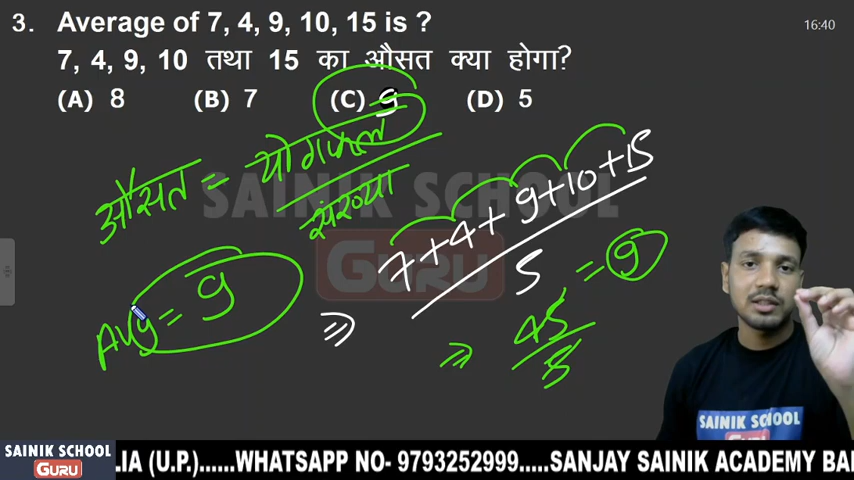 3. Average of 7, 4, 9, 10, 15 is ?
16:40
7, 4, 9, 10 तथा 15 का औसत क्या होगा?
(A) 8 (B) 7 (C) 9 (D) 5
औसत = योगफल / संख्या
SAINIK SCHOOL
GURU
7+4+9+10+15 / 5
= 9
Avg = 9
⇒
⇒ 45/5
SAINIK SCHOOL
GURU
SAINIK SCHOOL
GURU
LIA (U.P.)......WHATSAPP NO- 9793252999.....SANJAY SAINIK ACADEMY BA